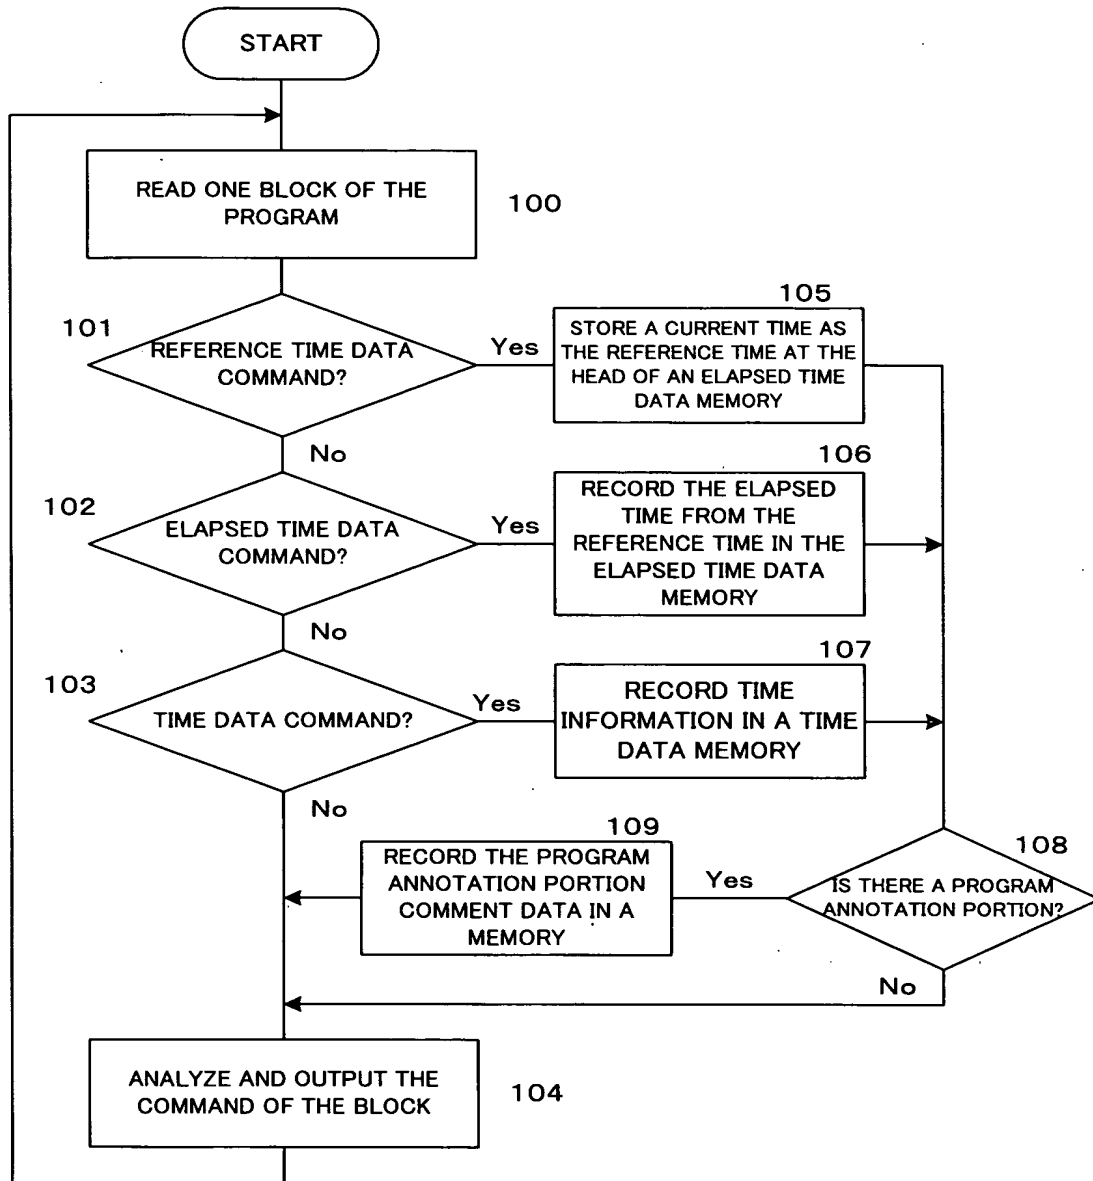 START
READ ONE BLOCK OF THE
PROGRAM
100
101
REFERENCE TIME DATA
COMMAND?
Yes
105
STORE A CURRENT TIME AS
THE REFERENCE TIME AT THE
HEAD OF AN ELAPSED TIME
DATA MEMORY
No
102
ELAPSED TIME DATA
COMMAND?
Yes
106
RECORD THE ELAPSED
TIME FROM THE
REFERENCE TIME IN THE
ELAPSED TIME DATA
MEMORY
No
103
TIME DATA COMMAND?
Yes
107
RECORD TIME
INFORMATION IN A TIME
DATA MEMORY
No
108
IS THERE A PROGRAM
ANNOTATION PORTION?
Yes
109
RECORD THE PROGRAM
ANNOTATION PORTION
COMMENT DATA IN A
MEMORY
No
ANALYZE AND OUTPUT THE
COMMAND OF THE BLOCK
104